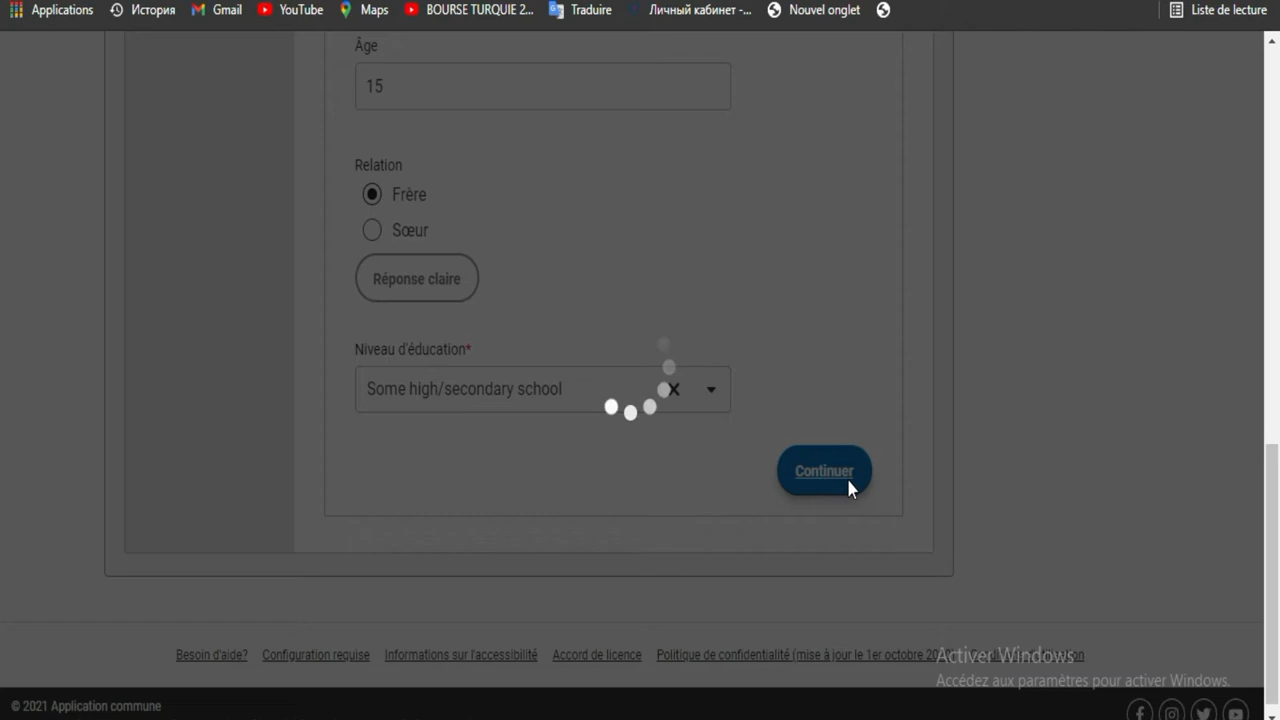 Applications История Gmail YouTube Maps BOURSE TURQUIE 2... Traduire Личный кабинет -... Nouvel onglet Liste de lecture
Âge
15
Relation
Frère
Sœur
Réponse claire
Niveau d'éducation*
Some high/secondary school
Continuer
Besoin d'aide? Configuration requise Informations sur l'accessibilité Accord de licence Politique de confidentialité (mise à jour le 1er octobre
Activer Windows
Accédez aux paramètres pour activer Windows.
© 2021 Application commune